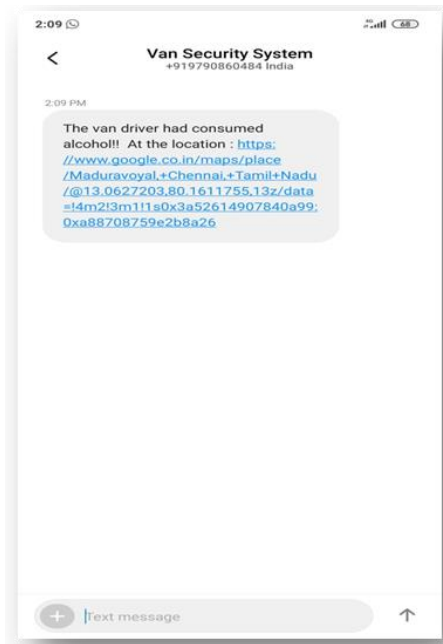 2:09
68
Van Security System
+919790860484 India
2:09 PM
The van driver had consumed
alcohol!! At the location : https:
//www.google.co.in/maps/place
/Maduravoyal,+Chennai,+Tamil+Nadu
/@13.0627203,80.1611755,13z/data
=!4m2!3m1!1s0x3a52614907840a99:
0xa88708759e2b8a26
Text message